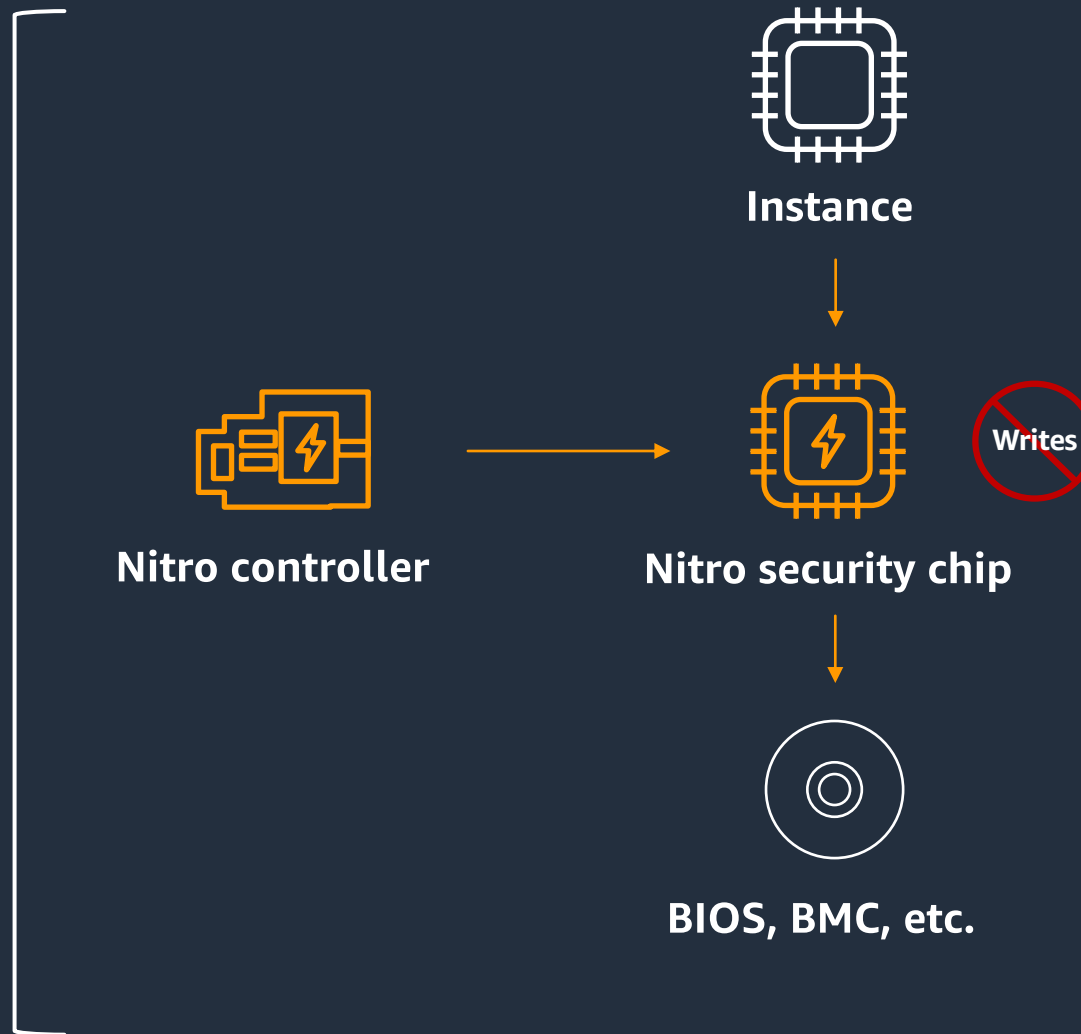 Instance
Writes
Nitro controller
Nitro security chip
BIOS, BMC, etc.